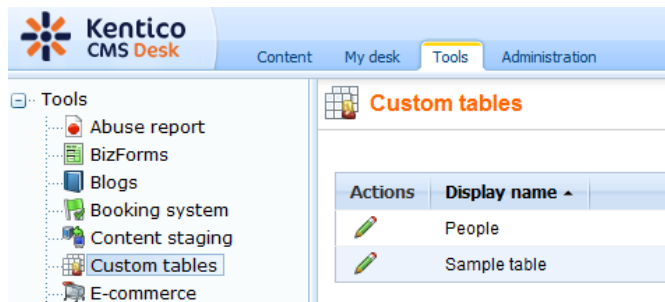 Kentico
CMS Desk
Content My desk Tools Administration
Tools
Abuse report
BizForms
Blogs
Booking system
Content staging
Custom tables
E-commerce
Custom tables
Actions Display name
People
Sample table